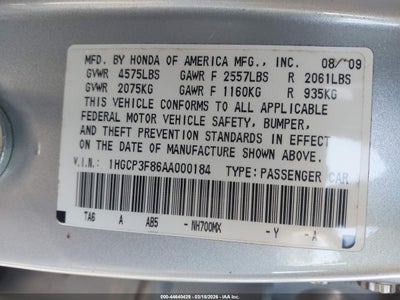 MFD. BY HONDA OF AMERICA MFG., INC. 08/09
GVWR 4575LBS GAWR F 2557LBS R 2061LBS
GVWR 2075KG GAWR F 1160KG R 935KG
THIS VEHICLE CONFORMS TO ALL APPLICABLE
FEDERAL MOTOR VEHICLE SAFETY, BUMPER,
AND THEFT PREVENTION STANDARDS IN EFFECT
ON THE DATE OF MANUFACTURE SHOWN ABOVE.
V.I.N.: 1HGCP3F86AA000184 TYPE: PASSENGER CAR
TA6 A AB5 - NH700MX - Y - A
000-44640429 - 03/18/2026 - IAA Inc.